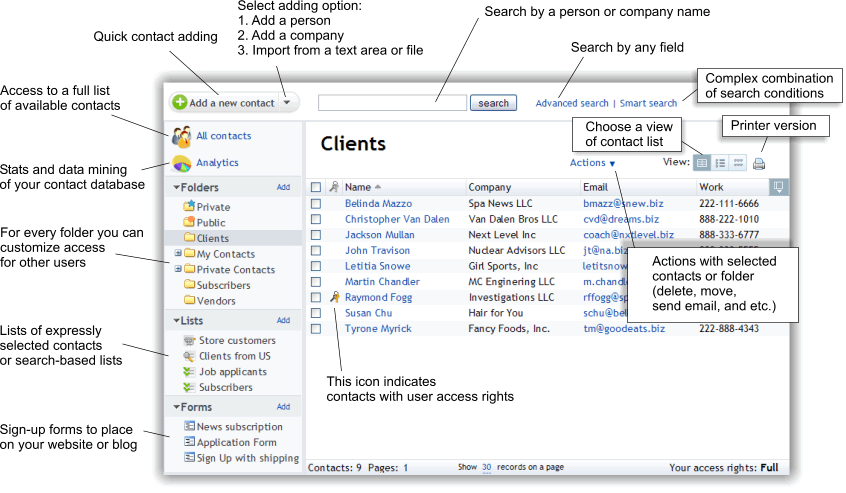 Select adding option:
1. Add a person
2. Add a company
3. Import from a text area or file
Quick contact adding
Search by a person or company name
Search by any field
Complex combination
of search conditions
Access to a full list
of available contacts
Add a new contact
search
Advanced search | Smart search
Choose a view
of contact list
Printer version
All contacts
Analytics
Stats and data mining
of your contact database
Clients
Actions
View:
Folders Add
Private
Public
Clients
My Contacts
Private Contacts
Subscribers
Vendors
For every folder you can
customize access
for other users
Name Company Email Work
Belinda Mazzo Spa News LLC bmazz@snew.biz 222-111-6666
Christopher Van Dalen Van Dalen Bros LLC cvd@dreams.biz 888-222-1010
Jackson Mullan Next Level Inc coach@nxtlevel.biz 888-333-6777
John Travison Nuclear Advisors LLC jt@na.biz
Letitia Snowe Girl Sports, Inc letitsnow
Martin Chandler MC Enginering LLC m.chandle
Raymond Fogg Investigations LLC rffogg@sp
Susan Chu Hair for You schu@bel
Tyrone Myrick Fancy Foods, Inc. tm@goodeats.biz 222-888-4343
Actions with selected
contacts or folder
(delete, move,
send email, and etc.)
Lists Add
Store customers
Clients from US
Job applicants
Subscribers
Lists of expressly
selected contacts
or search-based lists
This icon indicates
contacts with user access rights
Forms Add
News subscription
Application Form
Sign Up with shipping
Sign-up forms to place
on your website or blog
Contacts: 9 Pages: 1 Show 30 records on a page Your access rights: Full